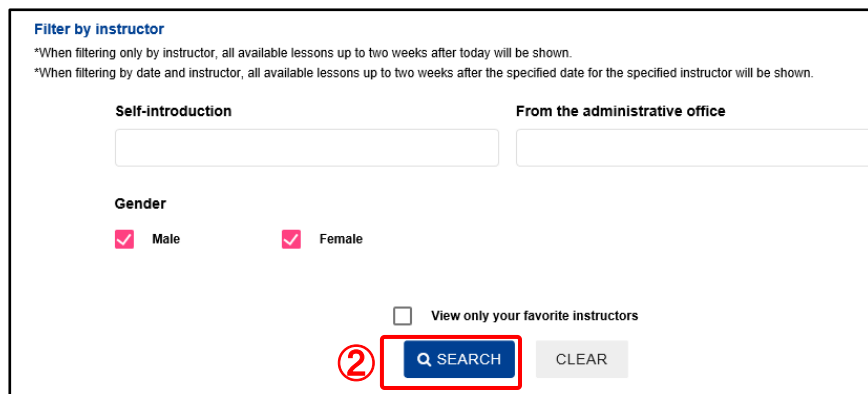 Filter by instructor
*When filtering only by instructor, all available lessons up to two weeks after today will be shown.
*When filtering by date and instructor, all available lessons up to two weeks after the specified date for the specified instructor will be shown.
Self-introduction From the administrative office
Gender
Male Female
View only your favorite instructors
② SEARCH CLEAR